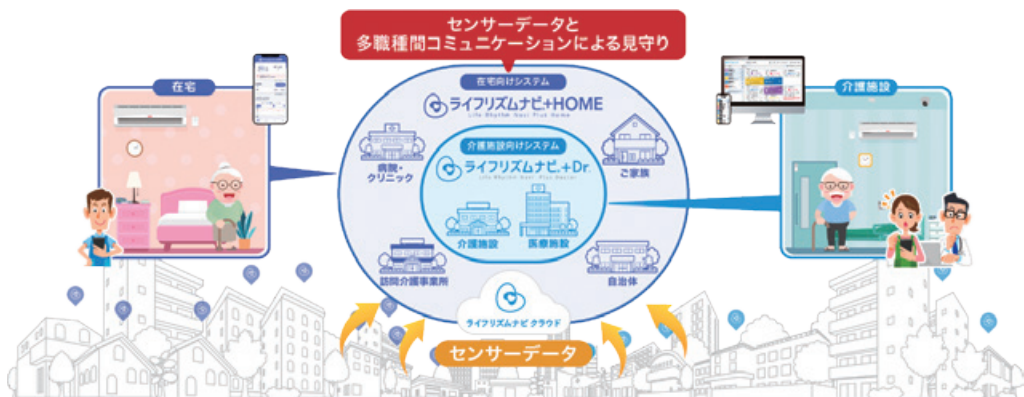 センサーデータと
多職種間コミュニケーションによる見守り
在宅
在宅向けシステム
ライフリズムナビ+HOME
Life Rhythm Navi Plus Home
病院・
クリニック
ご家族
介護施設向けシステム
ライフリズムナビ+Dr.
Life Rhythm Navi Plus Doctor
介護施設
医療施設
訪問介護事業所
自治体
ライフリズムナビ クラウド
センサーデータ
介護施設